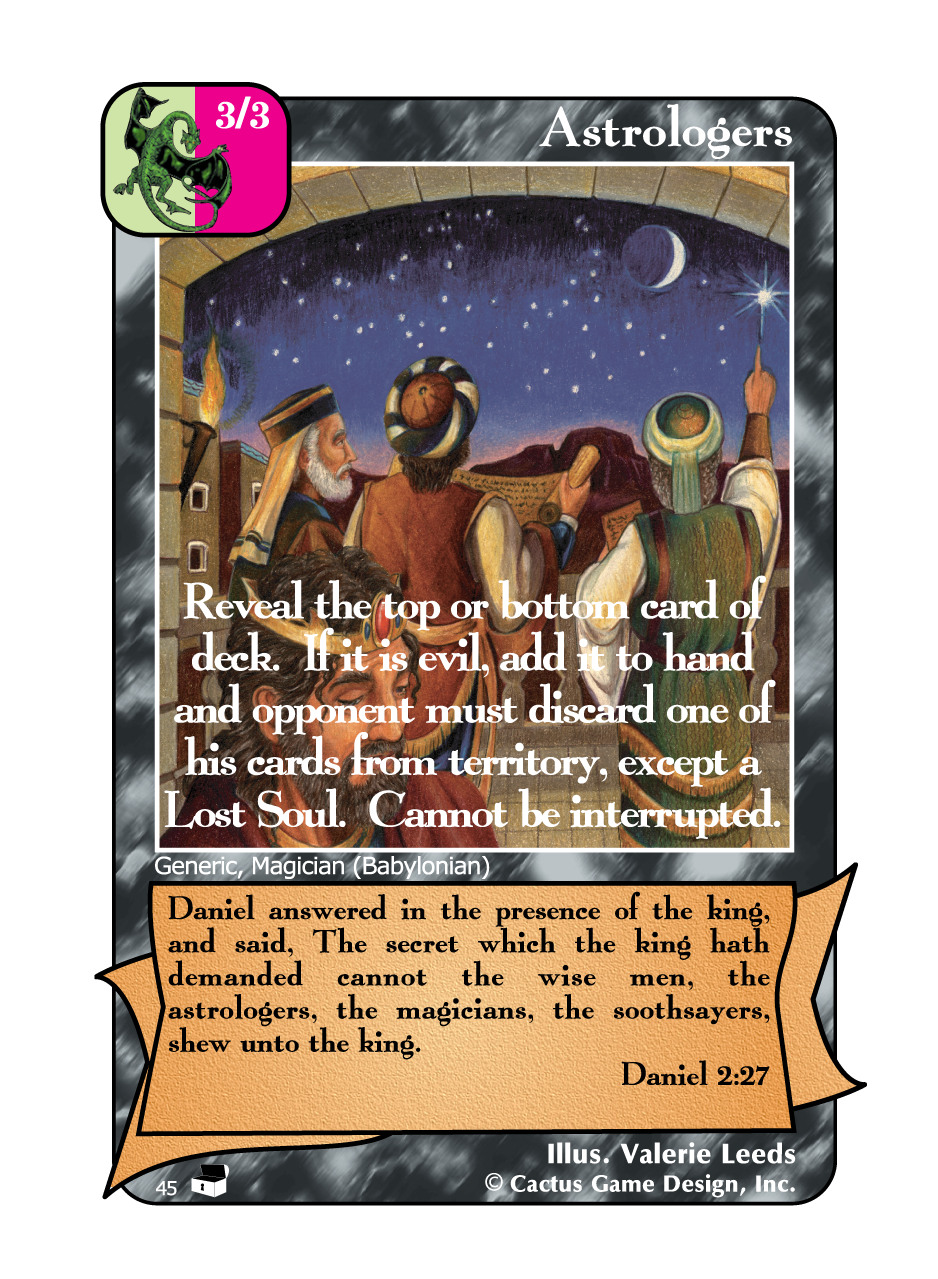 3/3
Astrologers
Reveal the top or bottom card of
deck.  If it is evil, add it to hand
and opponent must discard one of
his cards from territory, except a
Lost Soul.  Cannot be interrupted.
Generic, Magician (Babylonian)
Daniel answered in the presence of the king,
and said, The secret which the king hath
demanded cannot the wise men, the
astrologers, the magicians, the soothsayers,
shew unto the king.
Daniel 2:27
Illus. Valerie Leeds
45
© Cactus Game Design, Inc.